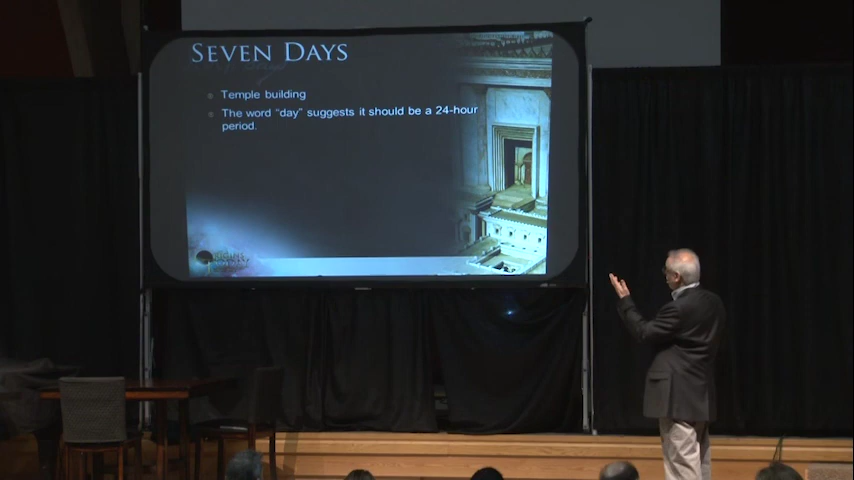 SEVEN DAYS
Temple building
The word “day” suggests it should be a 24-hour
period.